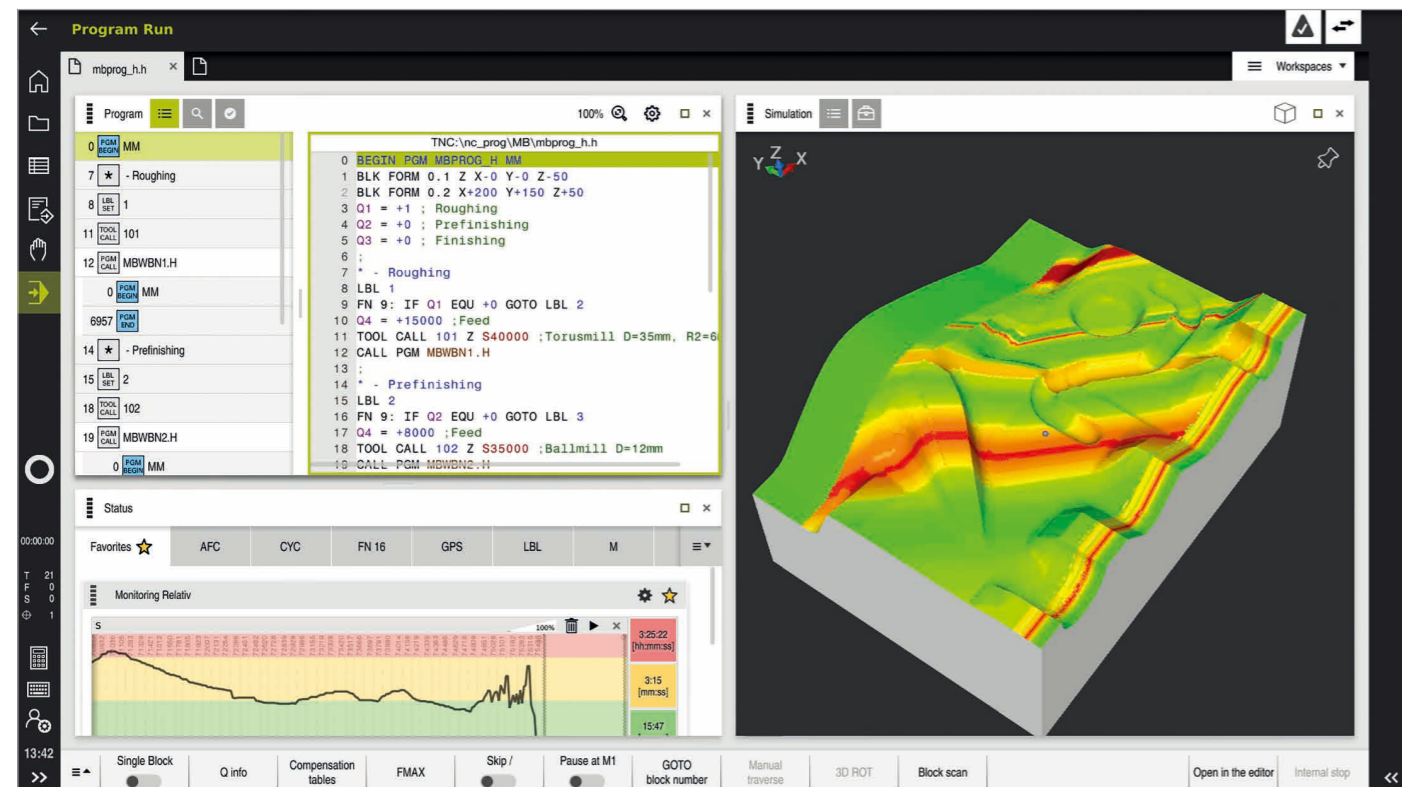 Program Run
mbprog_h.h
Workspaces
Program
100%
0 PGM BEGIN MM
7 * - Roughing
8 LBL SET 1
11 TOOL CALL 101
12 PGM CALL MBWBN1.H
0 PGM BEGIN MM
6957 PGM END
14 * - Prefinishing
15 LBL SET 2
18 TOOL CALL 102
19 PGM CALL MBWBN2.H
0 PGM BEGIN MM
TNC:\nc_prog\MB\mbprog_h.h
0 BEGIN PGM MBPROG_H MM
1 BLK FORM 0.1 Z X-0 Y-0 Z-50
2 BLK FORM 0.2 X+200 Y+150 Z+50
3 Q1 = +1 ; Roughing
4 Q2 = +0 ; Prefinishing
5 Q3 = +0 ; Finishing
6 ;
7 * - Roughing
8 LBL 1
9 FN 9: IF Q1 EQU +0 GOTO LBL 2
10 Q4 = +15000 ;Feed
11 TOOL CALL 101 Z S40000 ;Torusmill D=35mm, R2=6
12 CALL PGM MBWBN1.H
13 ;
14 * - Prefinishing
15 LBL 2
16 FN 9: IF Q2 EQU +0 GOTO LBL 3
17 Q4 = +8000 ;Feed
18 TOOL CALL 102 Z S35000 ;Ballmill D=12mm
19 CALL PGM MBWBN2.H
Simulation
Y Z X
Status
Favorites
AFC
CYC
FN 16
GPS
LBL
M
Monitoring Relativ
S
100%
3:25:22
[hh:mm:ss]
3:15
[mm:ss]
15:47
00:00:00
T 21
F 0
S 0
1
13:42
Single Block
Q info
Compensation
tables
FMAX
Skip /
Pause at M1
GOTO
block number
Manual
traverse
3D ROT
Block scan
Open in the editor
Internal stop